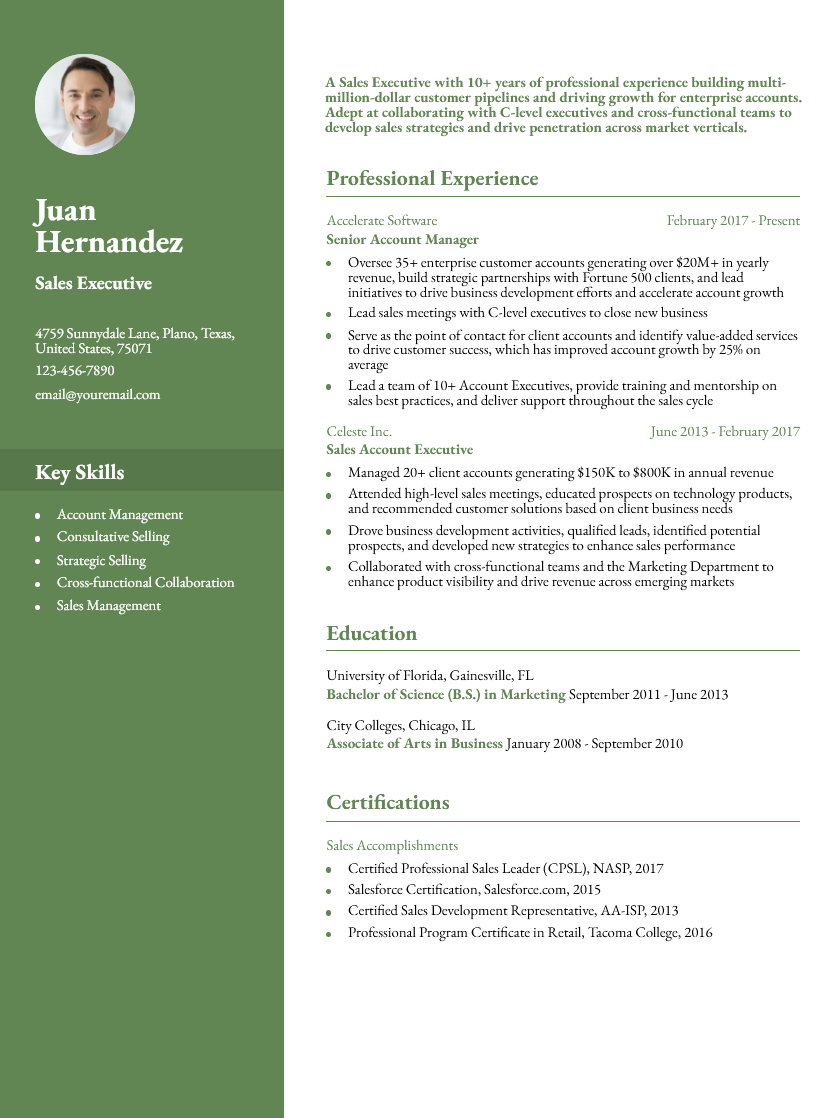 Juan
Hernandez
Sales Executive
4759 Sunnydale Lane, Plano, Texas,
United States, 75071
123-456-7890
email@youremail.com
Key Skills
• Account Management
• Consultative Selling
• Strategic Selling
• Cross-functional Collaboration
• Sales Management
A Sales Executive with 10+ years of professional experience building multi-
million-dollar customer pipelines and driving growth for enterprise accounts.
Adept at collaborating with C-level executives and cross-functional teams to
develop sales strategies and drive penetration across market verticals.
Professional Experience
Accelerate Software February 2017 - Present
Senior Account Manager
• Oversee 35+ enterprise customer accounts generating over $20M+ in yearly
revenue, build strategic partnerships with Fortune 500 clients, and lead
initiatives to drive business development efforts and accelerate account growth
• Lead sales meetings with C-level executives to close new business
• Serve as the point of contact for client accounts and identify value-added services
to drive customer success, which has improved account growth by 25% on
average
• Lead a team of 10+ Account Executives, provide training and mentorship on
sales best practices, and deliver support throughout the sales cycle
Celeste Inc. June 2013 - February 2017
Sales Account Executive
• Managed 20+ client accounts generating $150K to $800K in annual revenue
• Attended high-level sales meetings, educated prospects on technology products,
and recommended customer solutions based on client business needs
• Drove business development activities, qualified leads, identified potential
prospects, and developed new strategies to enhance sales performance
• Collaborated with cross-functional teams and the Marketing Department to
enhance product visibility and drive revenue across emerging markets
Education
University of Florida, Gainesville, FL
Bachelor of Science (B.S.) in Marketing September 2011 - June 2013
City Colleges, Chicago, IL
Associate of Arts in Business January 2008 - September 2010
Certifications
Sales Accomplishments
• Certified Professional Sales Leader (CPSL), NASP, 2017
• Salesforce Certification, Salesforce.com, 2015
• Certified Sales Development Representative, AA-ISP, 2013
• Professional Program Certificate in Retail, Tacoma College, 2016